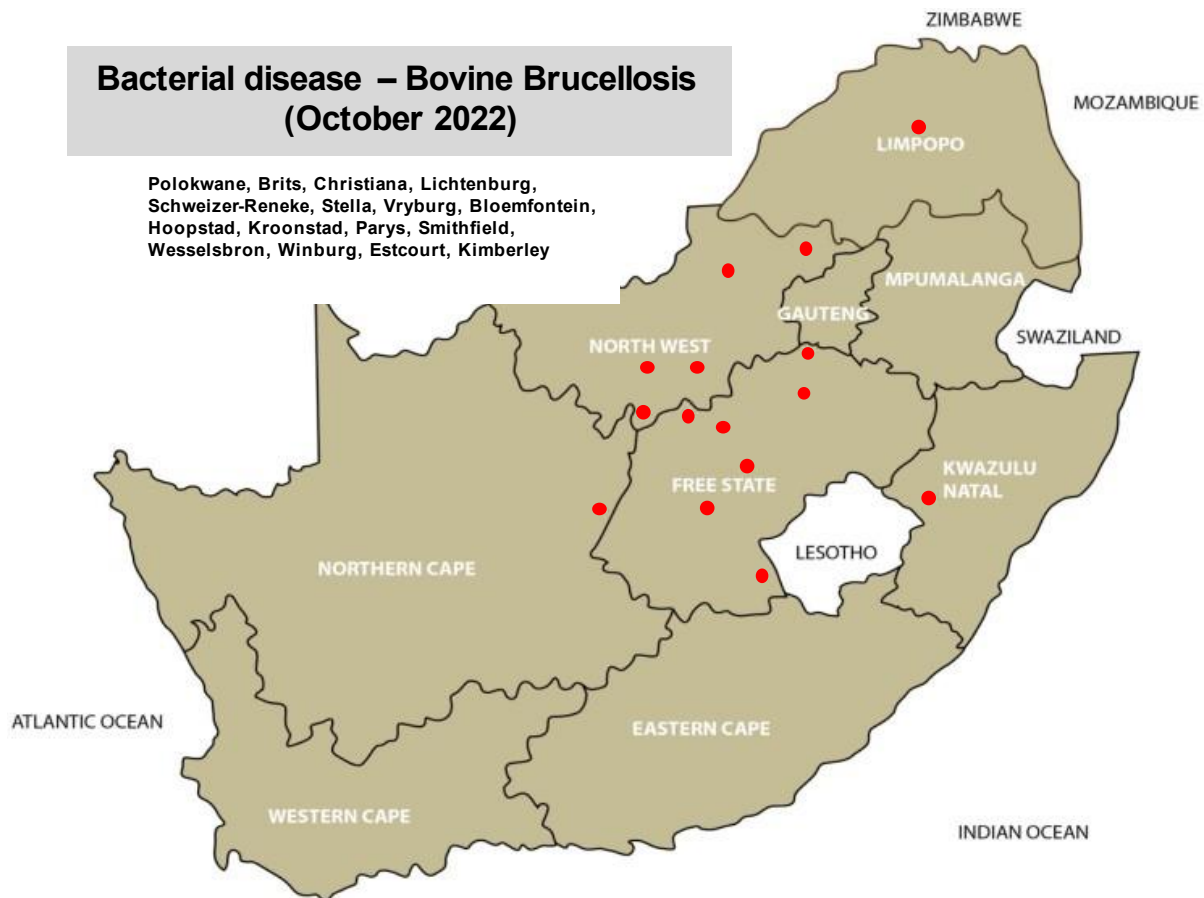 ZIMBABWE
Bacterial disease – Bovine Brucellosis
(October 2022)
MOZAMBIQUE
LIMPOPO
Polokwane, Brits, Christiana, Lichtenburg,
Schweizer-Reneke, Stella, Vryburg, Bloemfontein,
Hoopstad, Kroonstad, Parys, Smithfield,
Wesselsbron, Winburg, Estcourt, Kimberley
MPUMALANGA
GAUTENG
SWAZILAND
NORTH WEST
KWAZULU
NATAL
FREE STATE
LESOTHO
NORTHERN CAPE
ATLANTIC OCEAN
EASTERN CAPE
WESTERN CAPE
INDIAN OCEAN